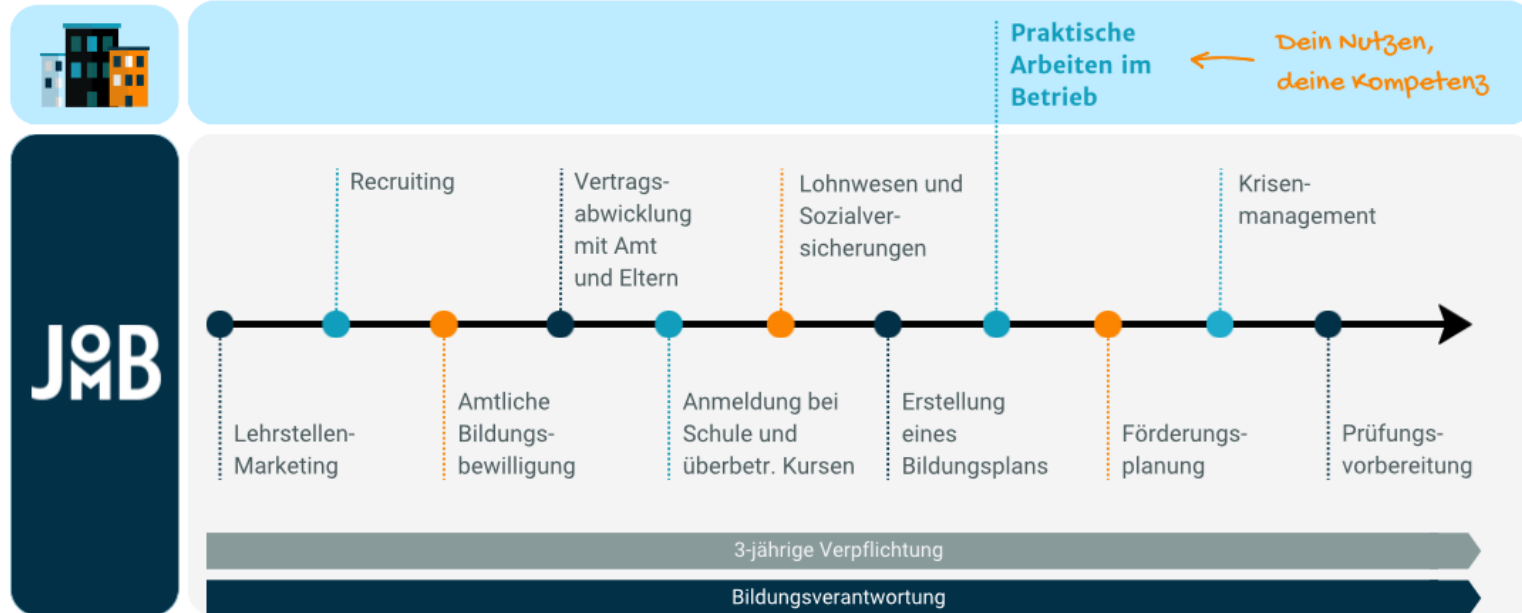 Praktische
Arbeiten im
Betrieb
Dein Nutzen,
deine Kompetenz
JOMB
Recruiting
Vertrags-
abwicklung
mit Amt
und Eltern
Lohnwesen und
Sozialver-
sicherungen
Krisen-
management
Lehrstellen-
Marketing
Amtliche
Bildungs-
bewilligung
Anmeldung bei
Schule und
überbetr. Kursen
Erstellung
eines
Bildungsplans
Förderungs-
planung
Prüfungs-
vorbereitung
3-jährige Verpflichtung
Bildungsverantwortung